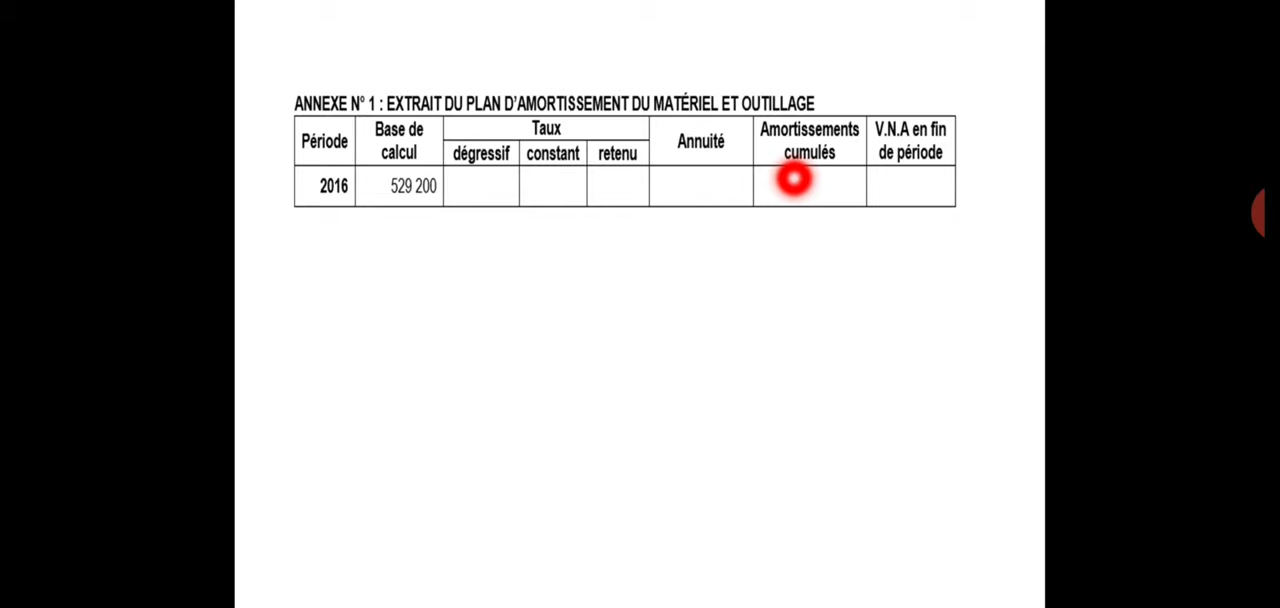 ANNEXE N° 1 : EXTRAIT DU PLAN D'AMORTISSEMENT DU MATÉRIEL ET OUTILLAGE
Période Base de calcul Taux Annuité Amortissements cumulés V.N.A en fin de période
dégressif constant retenu
2016 529 200